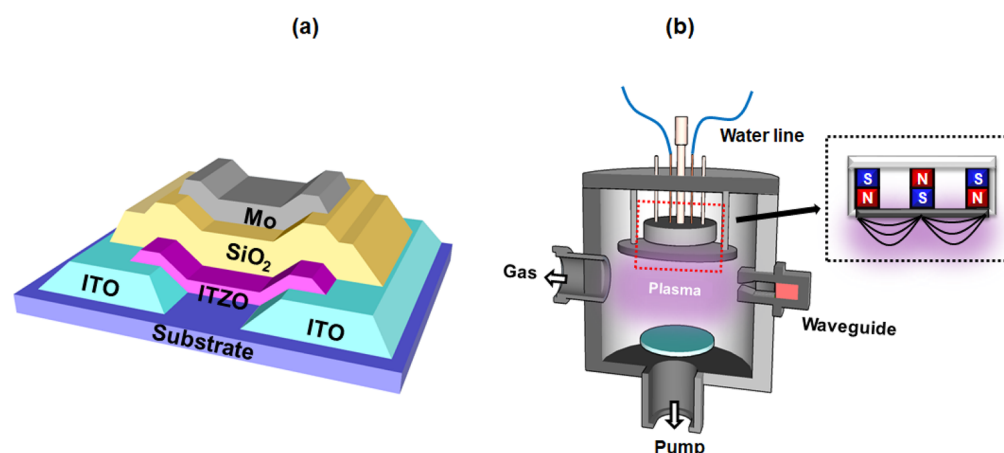 (a)
(b)
Mo
SiO₂
ITZO
ITO
ITO
Substrate
Water line
Gas
Plasma
Waveguide
Pump
S N S
N S N